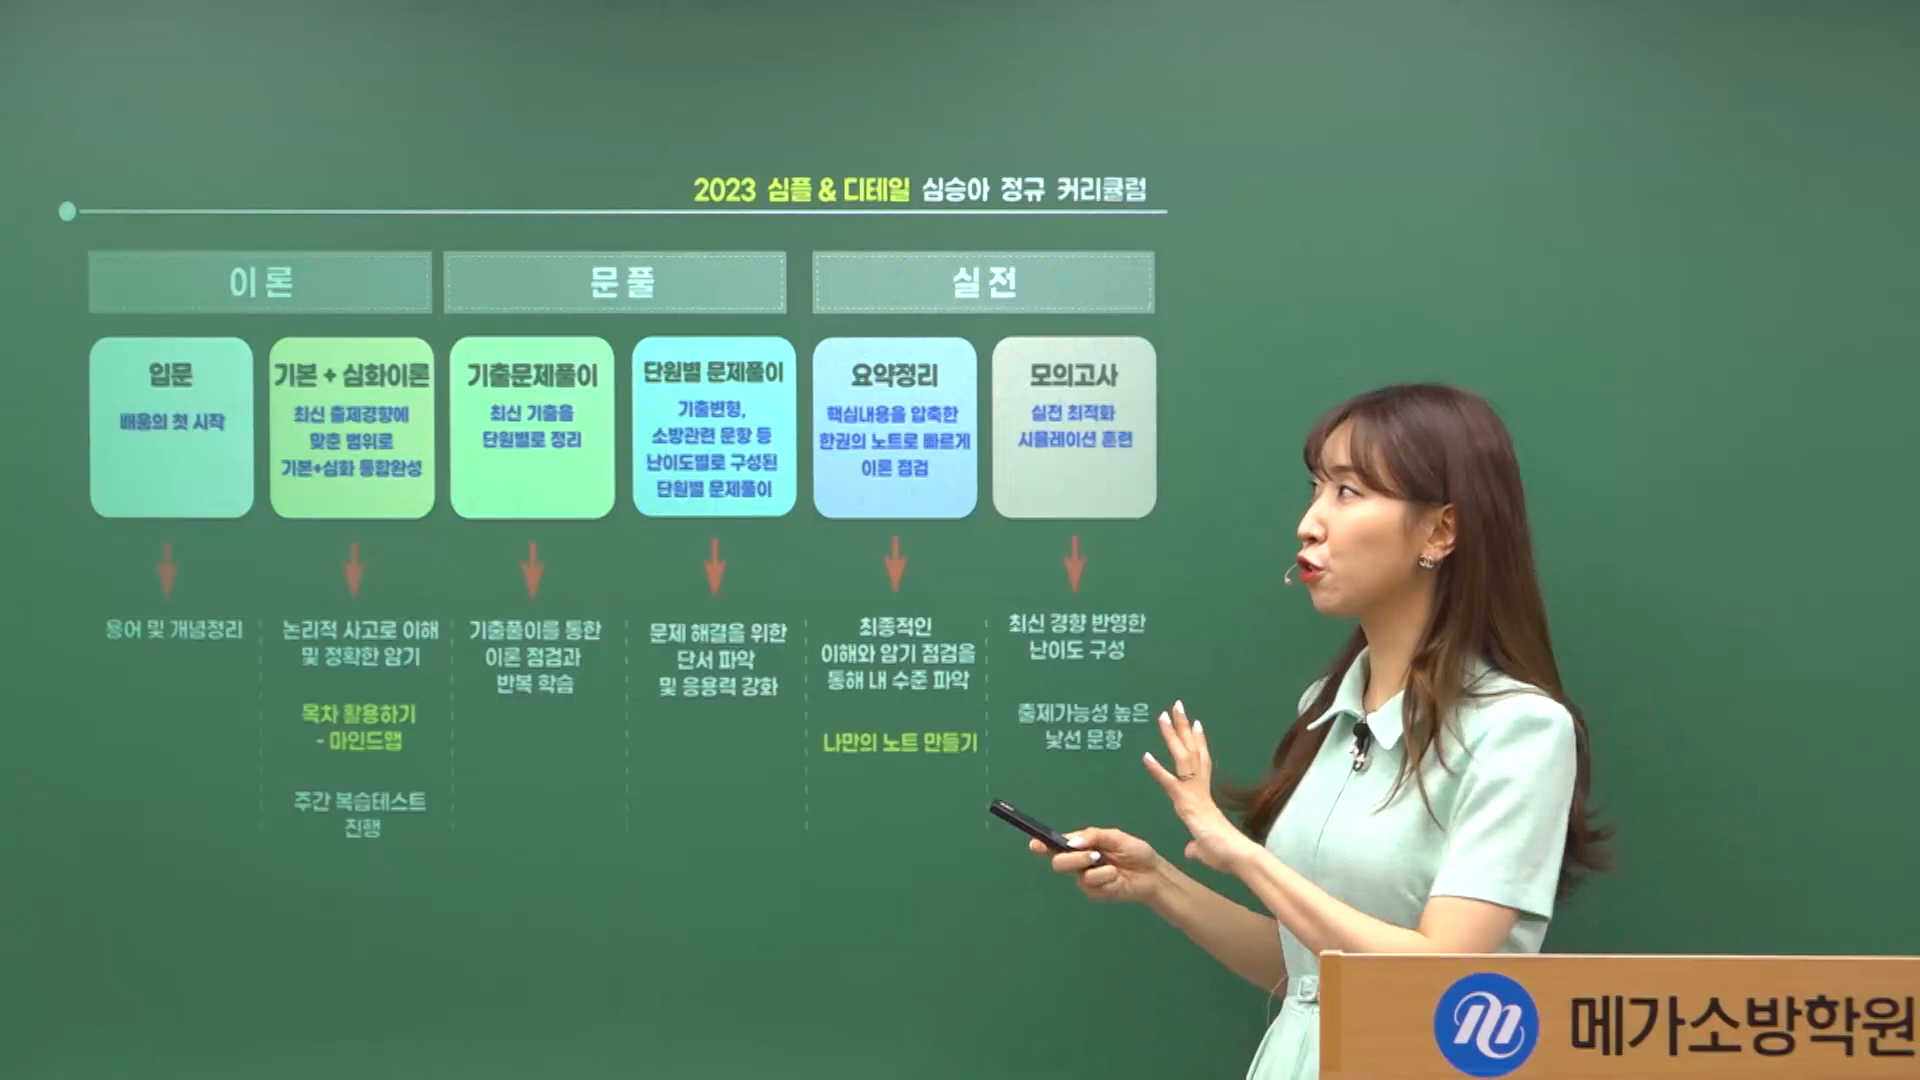 2023 심플 & 디테일 심승아 정규 커리큘럼
이론
문풀
실전
입문
배움의 첫 시작
기본 + 심화이론
최신 출제경향에
맞춘 범위로
기본+심화 통합완성
기출문제풀이
최신 기출을
단원별로 정리
단원별 문제풀이
기출변형,
소방관련 문항 등
난이도별로 구성된
단원별 문제풀이
요약정리
핵심내용을 압축한
한권의 노트로 빠르게
이론 점검
모의고사
실전 최적화
시뮬레이션 훈련
용어 및 개념정리
논리적 사고로 이해
및 정확한 암기
목차 활용하기
- 마인드맵
주간 복습테스트
진행
기출풀이를 통한
이론 점검과
반복 학습
문제 해결을 위한
단서 파악
및 응용력 강화
최종적인
이해와 암기 점검을
통해 내 수준 파악
나만의 노트 만들기
최신 경향 반영한
난이도 구성
출제가능성 높은
낯선 문항
메가소방학원